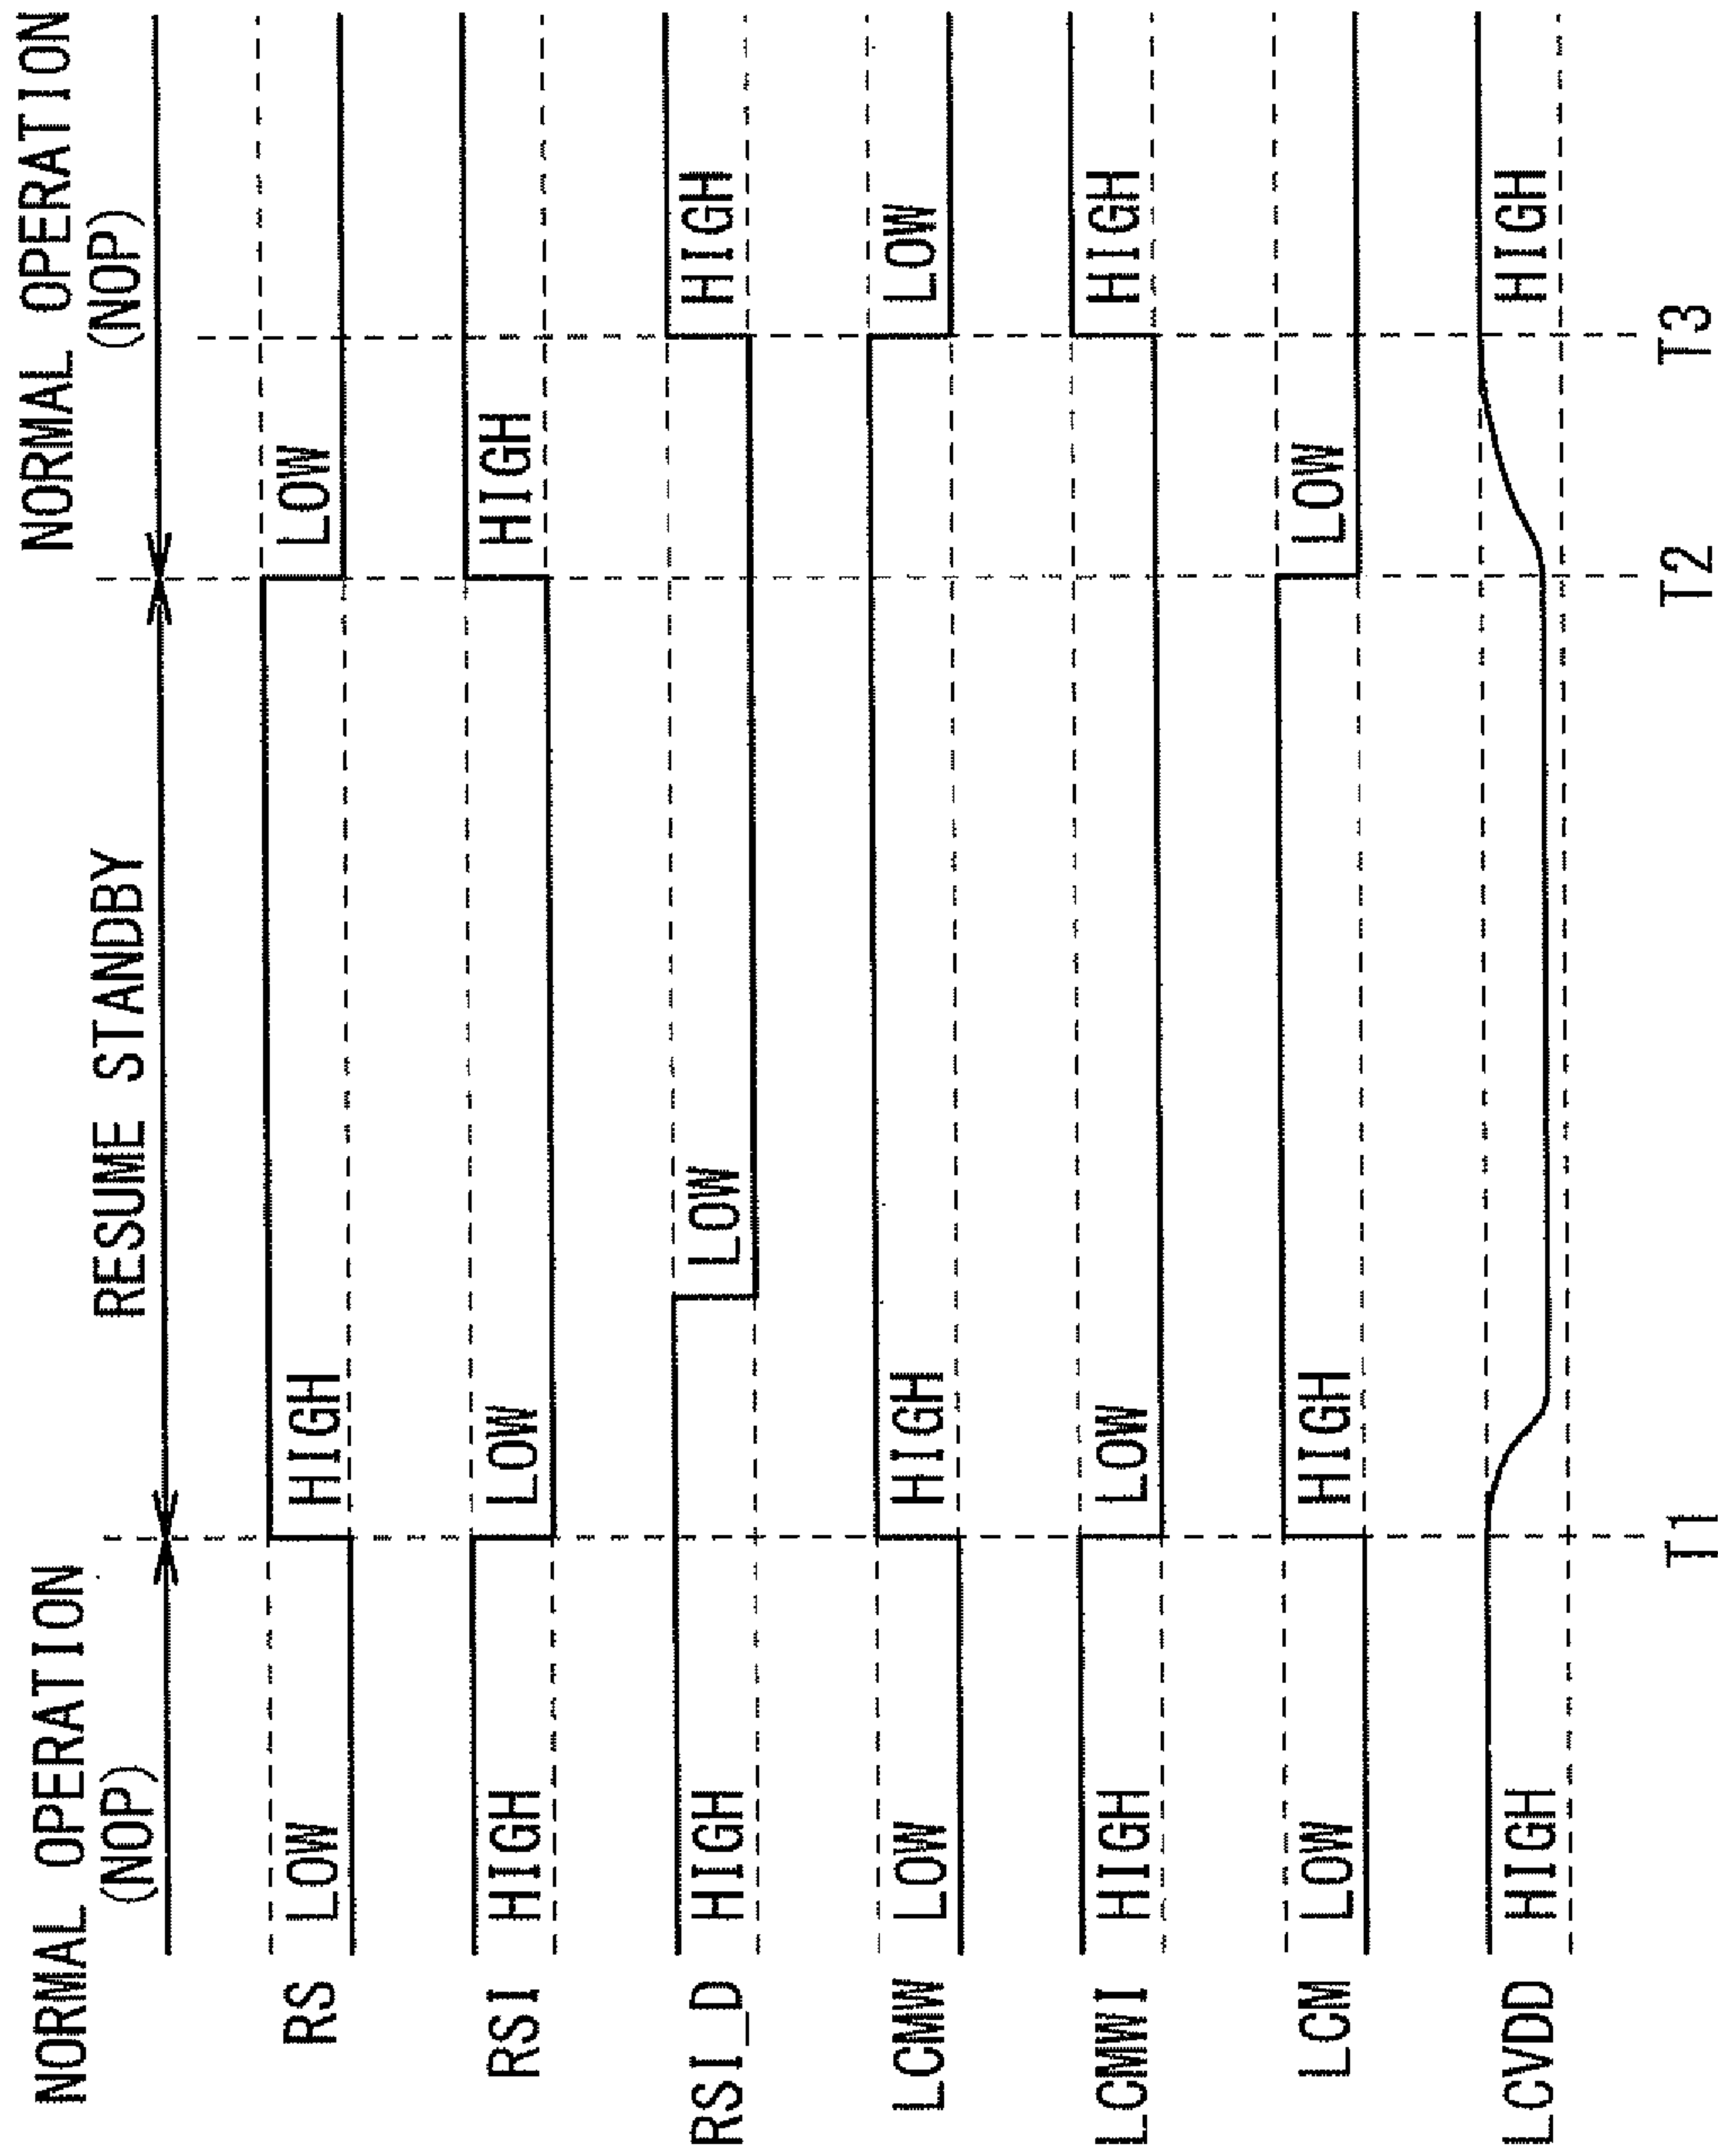 NORMAL OPERATION
(NOP)
RESUME STANDBY
NORMAL OPERATION
(NOP)
RS LOW HIGH LOW
RSI HIGH LOW HIGH
RSI_D HIGH LOW HIGH
LCMW LOW HIGH LOW
LCMWI HIGH LOW HIGH
LCM LOW HIGH LOW
LCVDD HIGH HIGH
T1 T2 T3